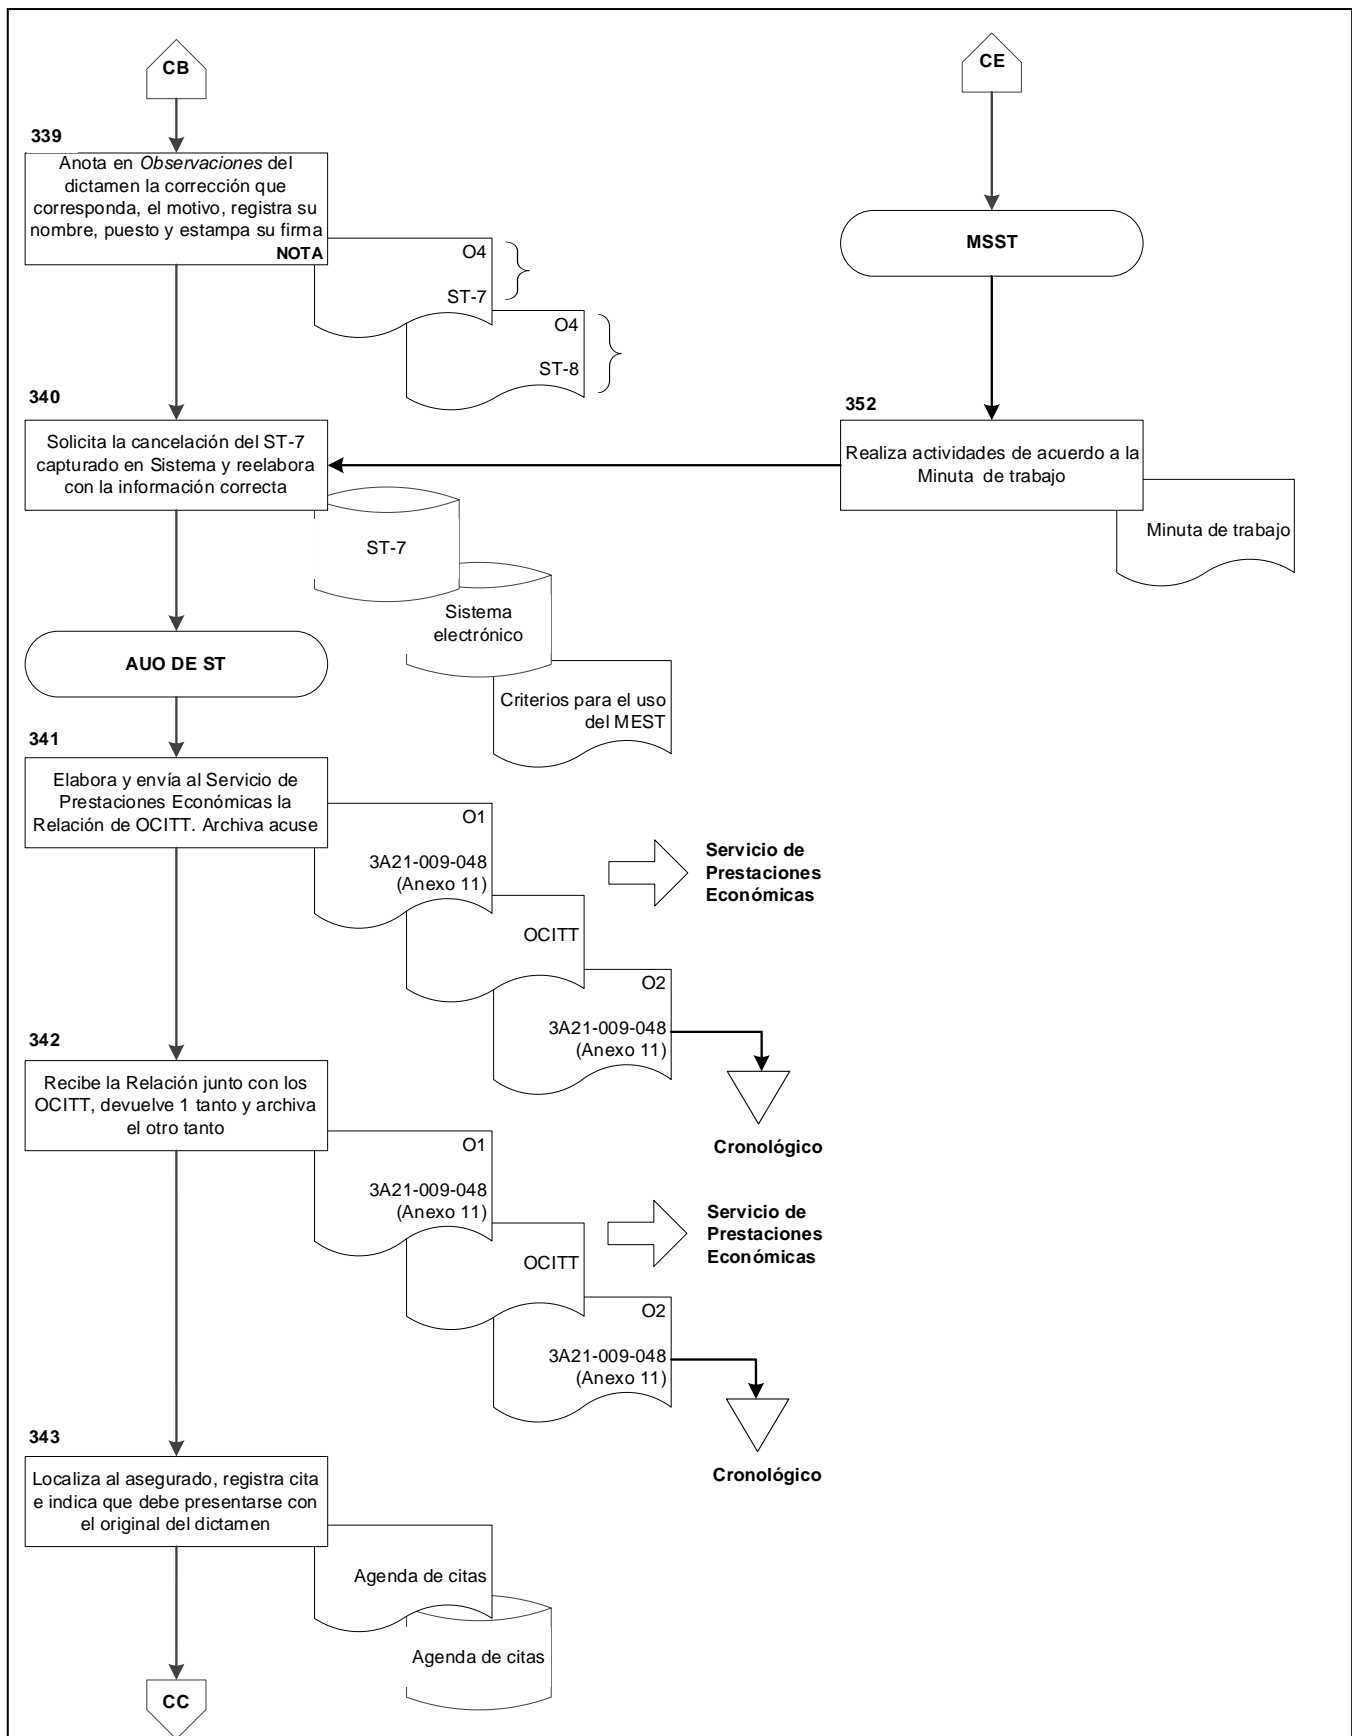 CB
CE
339
Anota en Observaciones del
dictamen la corrección que
corresponda, el motivo, registra su
nombre, puesto y estampa su firma
NOTA
O4
ST-7
O4
ST-8
MSST
340
Solicita la cancelación del ST-7
capturado en Sistema y reelabora
con la información correcta
352
Realiza actividades de acuerdo a la
Minuta de trabajo
Minuta de trabajo
ST-7
Sistema
electrónico
Criterios para el uso
del MEST
AUO DE ST
341
Elabora y envía al Servicio de
Prestaciones Económicas la
Relación de OCITT. Archiva acuse
O1
3A21-009-048
(Anexo 11)
OCITT
O2
3A21-009-048
(Anexo 11)
Servicio de
Prestaciones
Económicas
Cronológico
342
Recibe la Relación junto con los
OCITT, devuelve 1 tanto y archiva
el otro tanto
O1
3A21-009-048
(Anexo 11)
OCITT
O2
3A21-009-048
(Anexo 11)
Servicio de
Prestaciones
Económicas
Cronológico
343
Localiza al asegurado, registra cita
e indica que debe presentarse con
el original del dictamen
Agenda de citas
Agenda de citas
CC